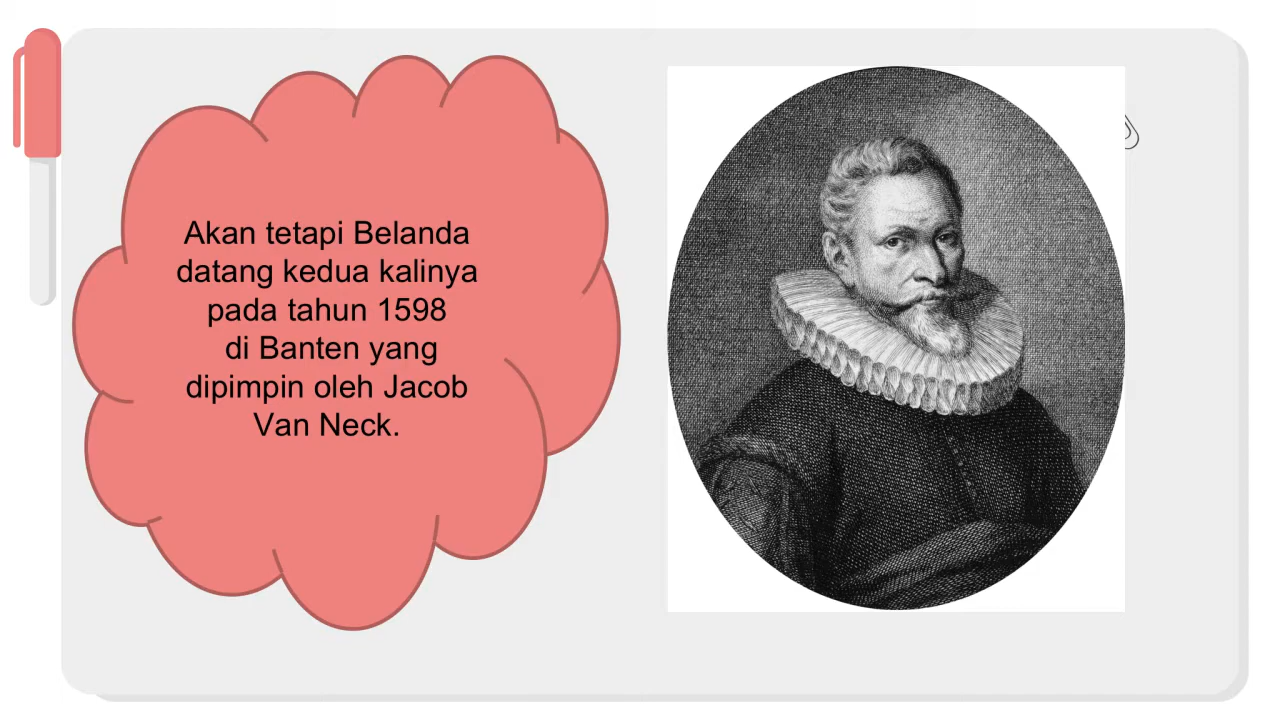 Akan tetapi Belanda
datang kedua kalinya
pada tahun 1598
di Banten yang
dipimpin oleh Jacob
Van Neck.